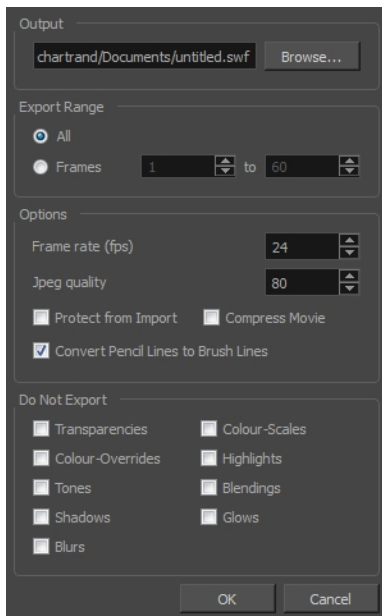 Output
chartrand/Documents/untitled.swf Browse...
Export Range
All
Frames 1 to 60
Options
Frame rate (fps) 24
Jpeg quality 80
Protect from Import Compress Movie
Convert Pencil Lines to Brush Lines
Do Not Export
Transparencies Colour-Scales
Colour-Overrides Highlights
Tones Blendings
Shadows Glows
Blurs
OK Cancel